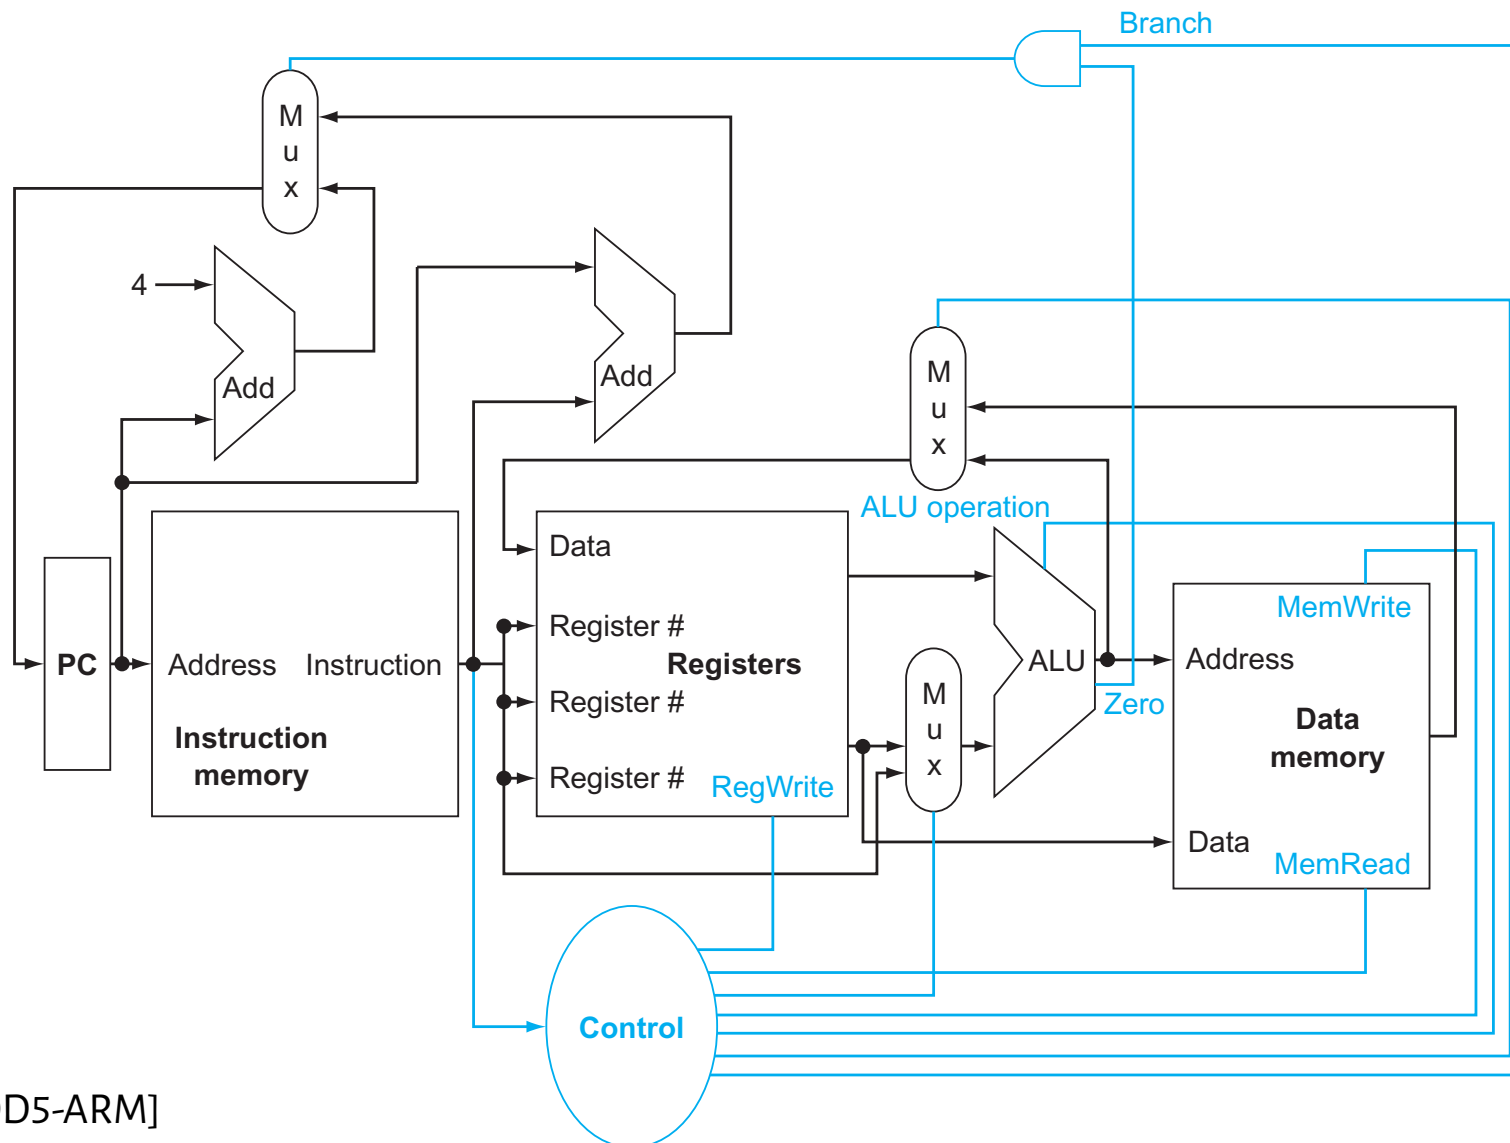 Branch
M
u
x
4
Add
Add
M
u
x
ALU operation
Data
MemWrite
Register #
PC
Address
Instruction
Registers
ALU
Address
M
u
x
Register #
Zero
Instruction
memory
Data
memory
Register #
RegWrite
Data
MemRead
Control
D5-ARM]